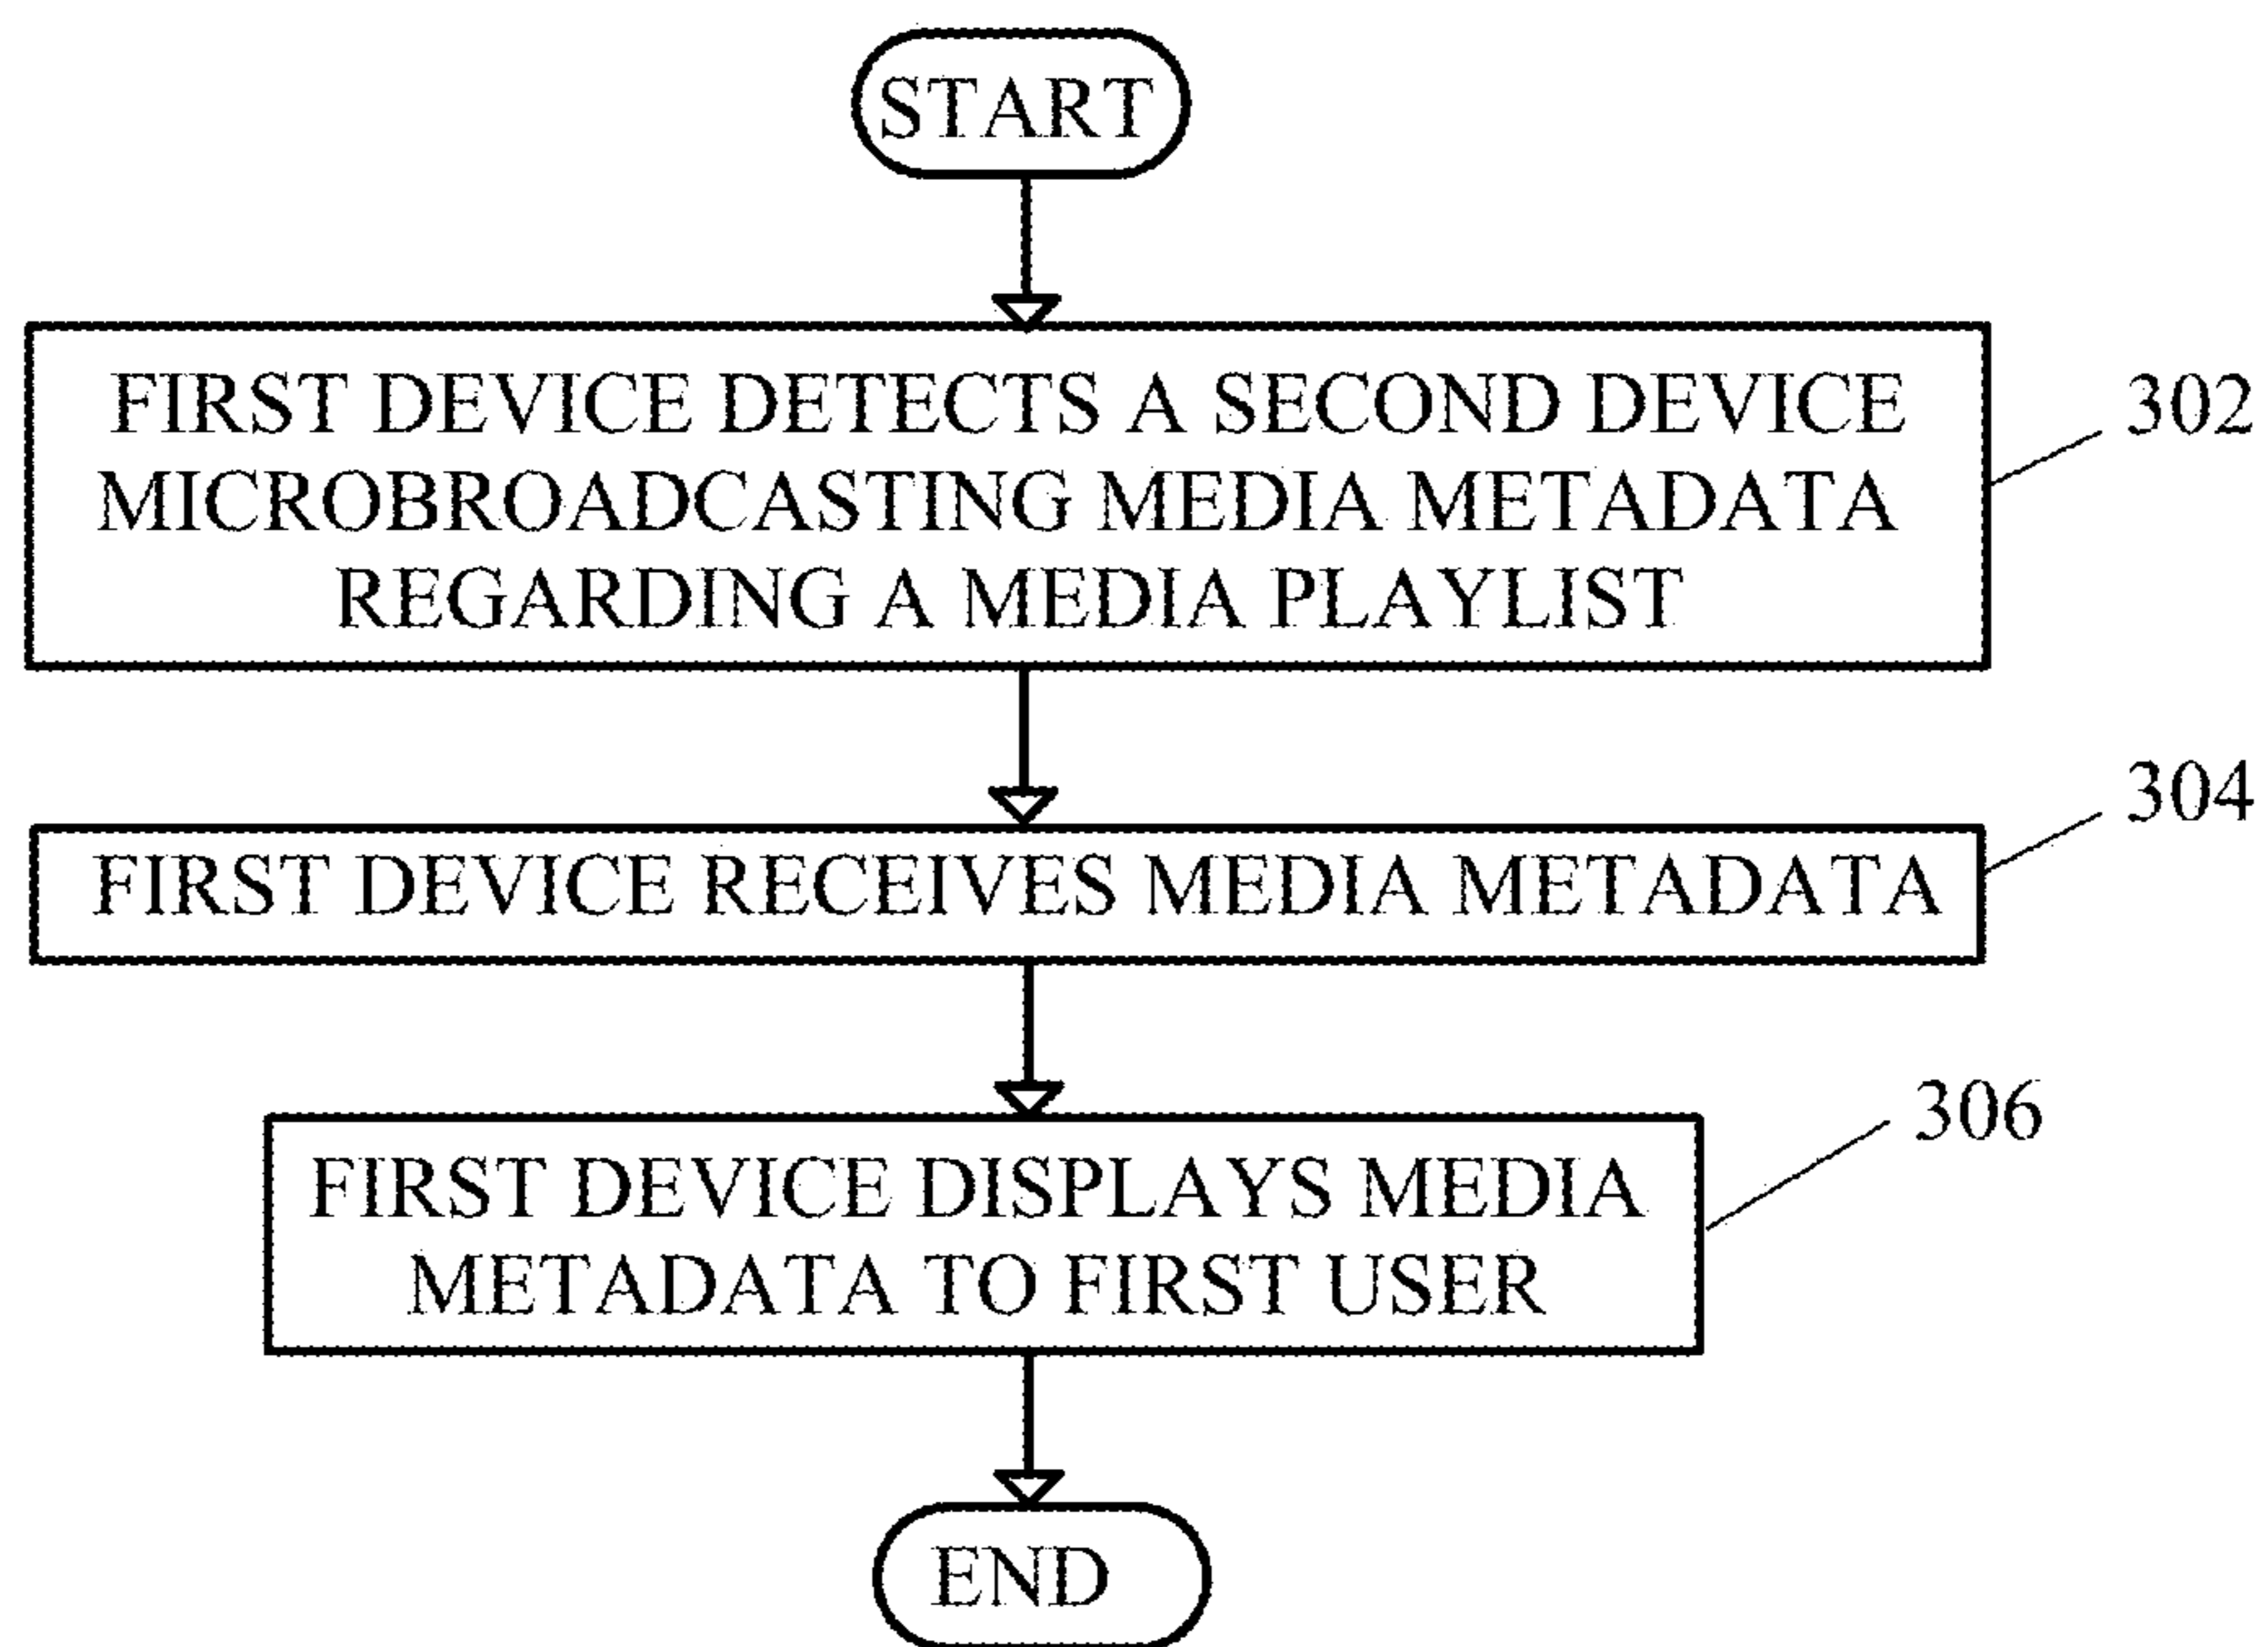 START
FIRST DEVICE DETECTS A SECOND DEVICE
MICROBROADCASTING MEDIA METADATA
REGARDING A MEDIA PLAYLIST
302
FIRST DEVICE RECEIVES MEDIA METADATA
304
FIRST DEVICE DISPLAYS MEDIA
METADATA TO FIRST USER
306
END